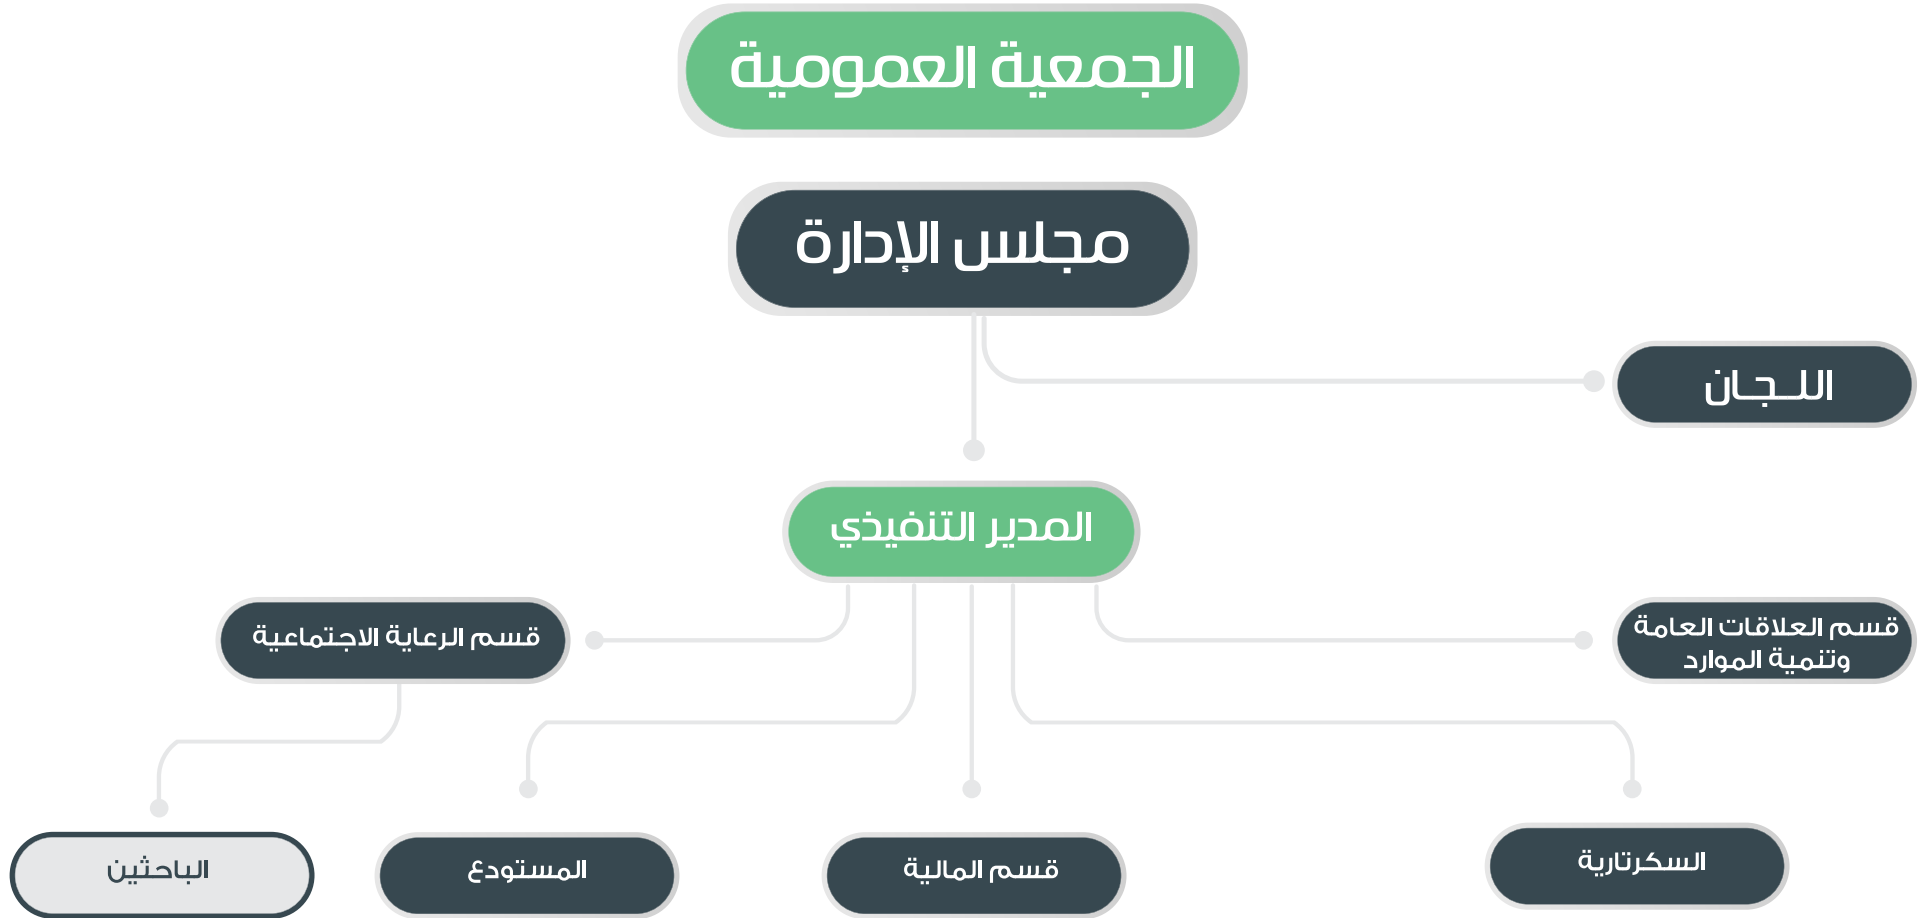 الجمعية العمومية
مجلس الإدارة
اللـجـان
المدير التنفيذي
قسم العلاقات العامة
وتنمية الموارد
قسم الرعاية الاجتماعية
السكرتارية
قسم المالية
المستودع
الباحثين